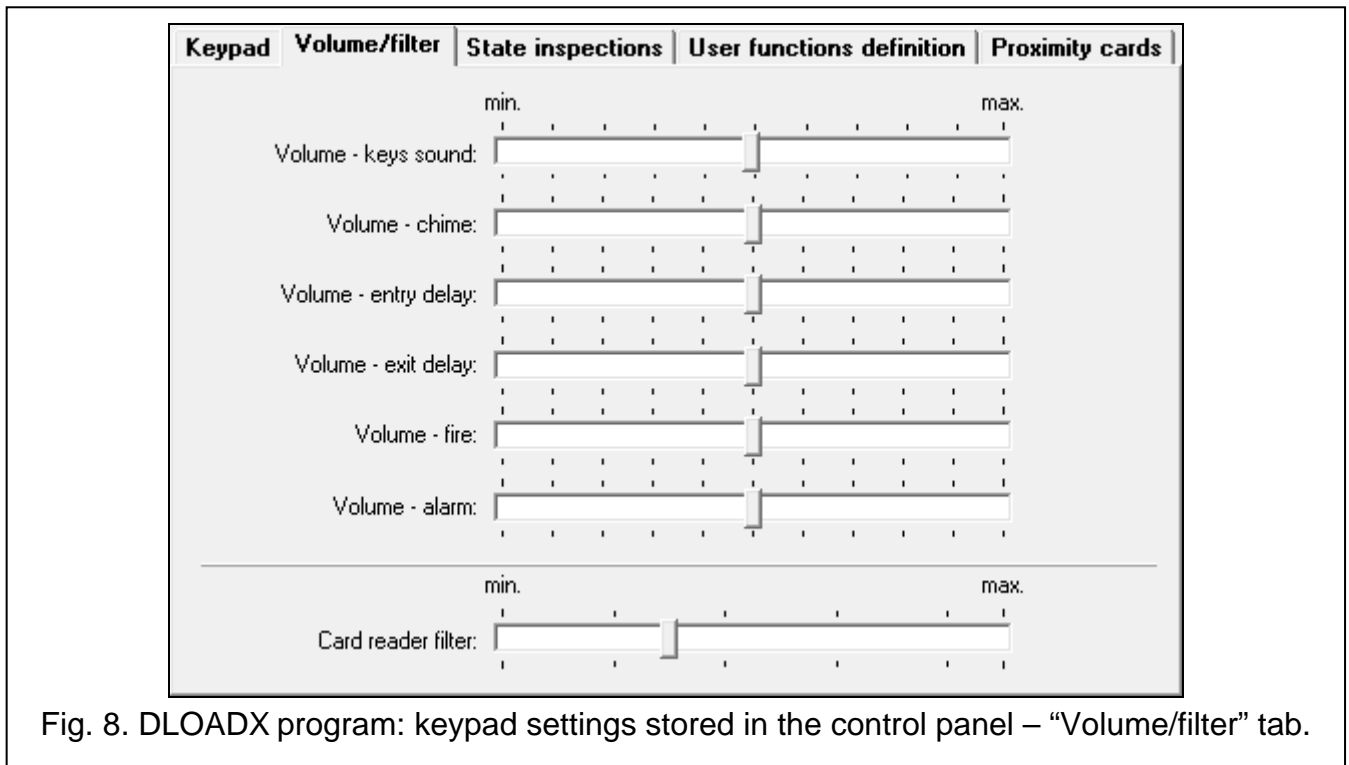 Keypad Volume/filter State inspections User functions definition Proximity cards
min. max.
Volume - keys sound:
Volume - chime:
Volume - entry delay:
Volume - exit delay:
Volume - fire:
Volume - alarm:
min. max.
Card reader filter:
Fig. 8. DLOADX program: keypad settings stored in the control panel – “Volume/filter” tab.